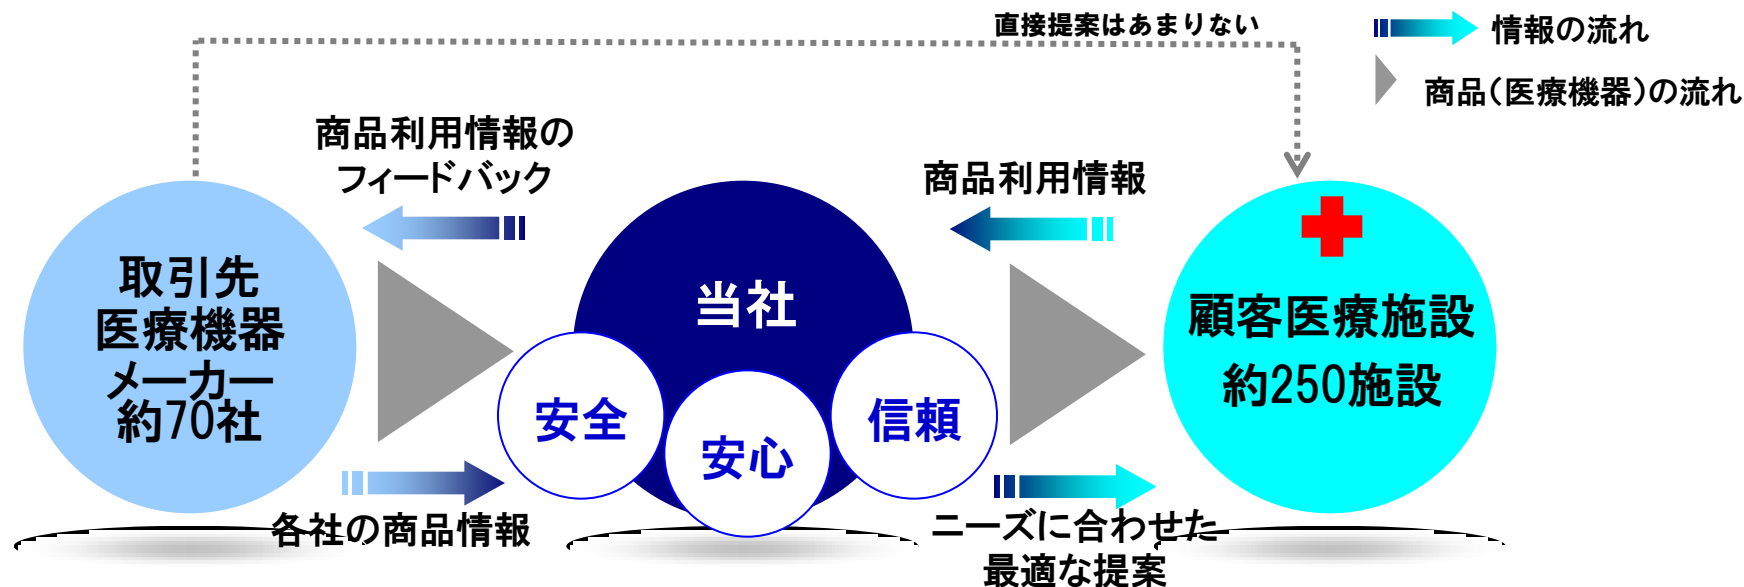 直接提案はあまりない
情報の流れ
商品(医療機器)の流れ
商品利用情報の
フィードバック
商品利用情報
取引先
医療機器
メーカー
約70社
当社
安全
安心
信頼
顧客医療施設
約250施設
各社の商品情報
ニーズに合わせた
最適な提案